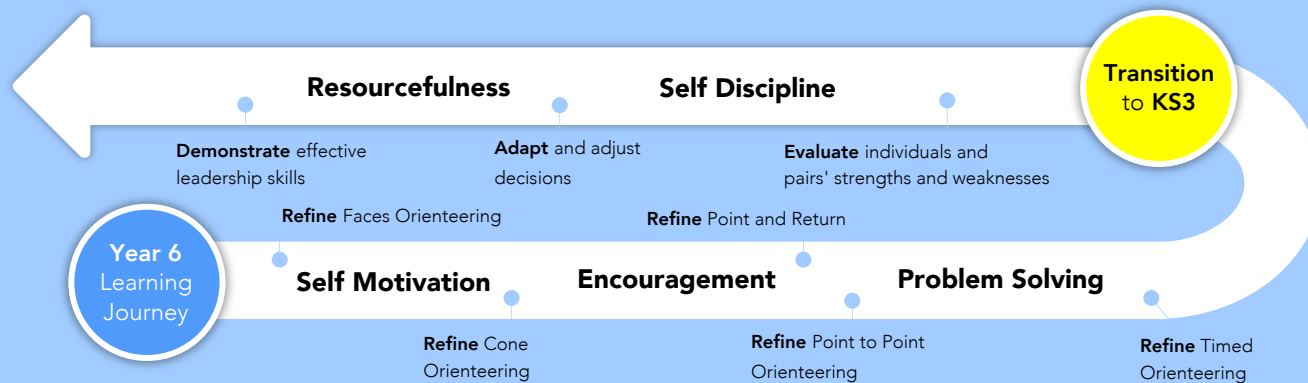 Resourcefulness
Self Discipline
Transition
to KS3
Demonstrate effective
leadership skills
Adapt and adjust
decisions
Evaluate individuals and
pairs' strengths and weaknesses
Refine Faces Orienteering
Refine Point and Return
Year 6
Learning
Journey
Self Motivation
Encouragement
Problem Solving
Refine Cone
Orienteering
Refine Point to Point
Orienteering
Refine Timed
Orienteering